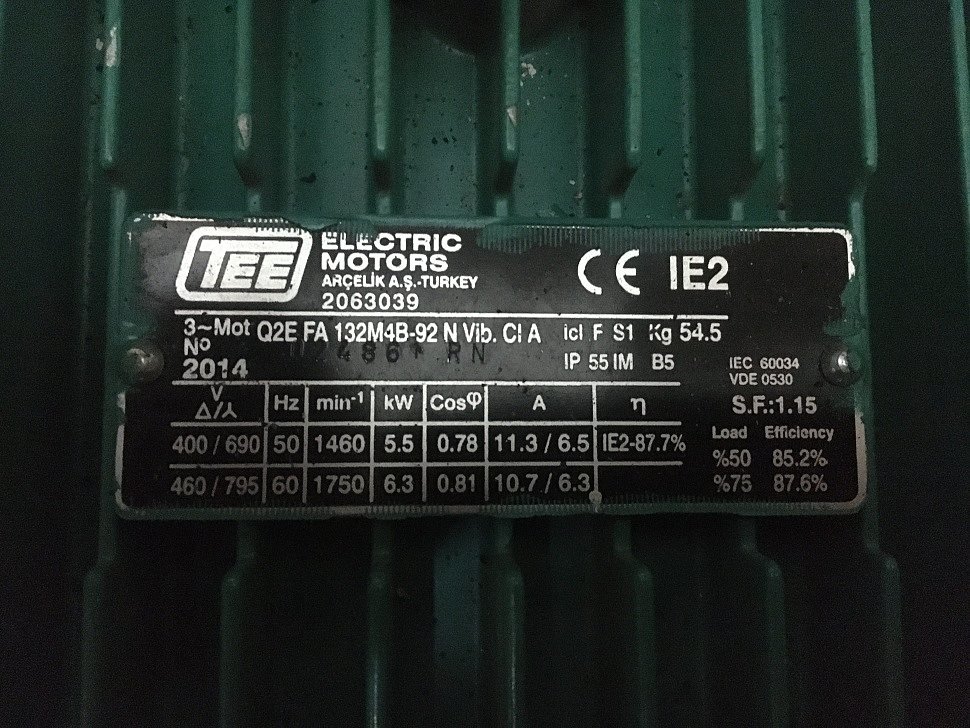 TEE
ELECTRIC
MOTORS
ARÇELİK A.Ş.-TURKEY
2063039
CE IE2
3~Mot Q2E FA 132M4B-92 N Vib. Cl A icl F S1 Kg 54.5
No
2014
IP 55 IM B5
IEC 60034
VDE 0530
S.F.:1.15
V Δ/⅄ Hz min-1 kW Cosφ A η
400 / 690 50 1460 5.5 0.78 11.3 / 6.5 IE2-87.7%
460 / 795 60 1750 6.3 0.81 10.7 / 6.3
Load Efficiency
%50 85.2%
%75 87.6%